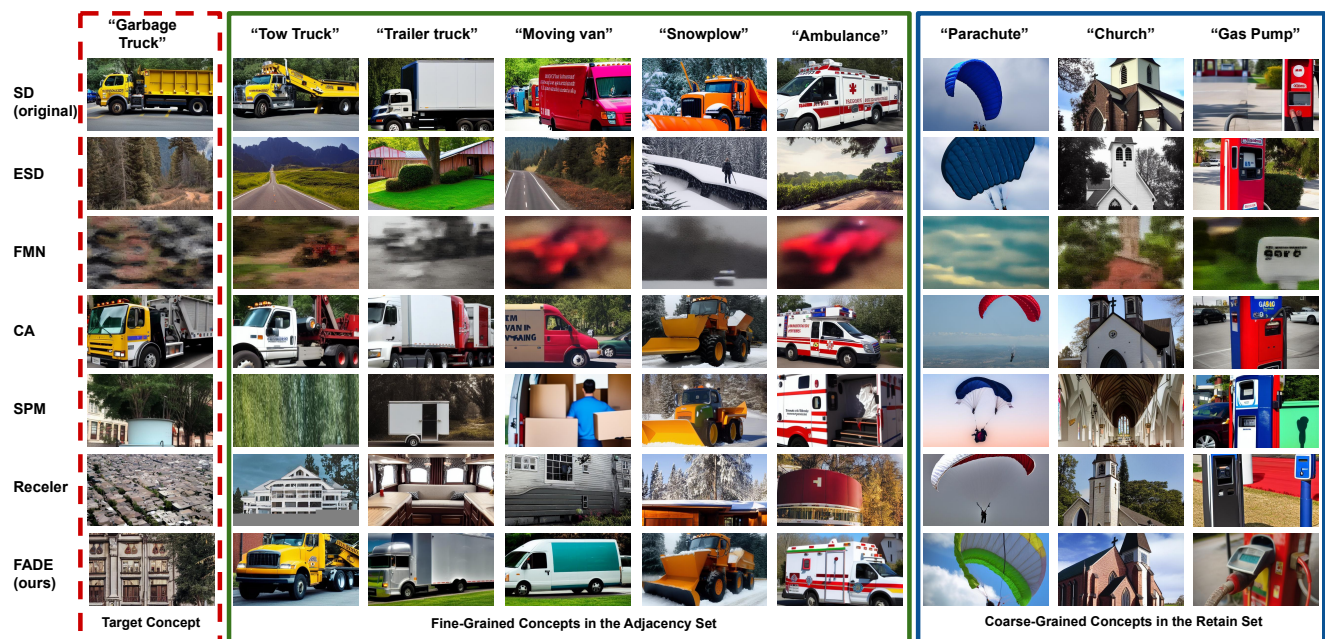 “Garbage
Truck”
“Tow Truck”
“Trailer truck”
“Moving van”
“Snowplow”
“Ambulance”
“Parachute”
“Church”
“Gas Pump”
SD
(original)
ESD
FMN
CA
SPM
Receler
FADE
(ours)
Target Concept
Fine-Grained Concepts in the Adjacency Set
Coarse-Grained Concepts in the Retain Set